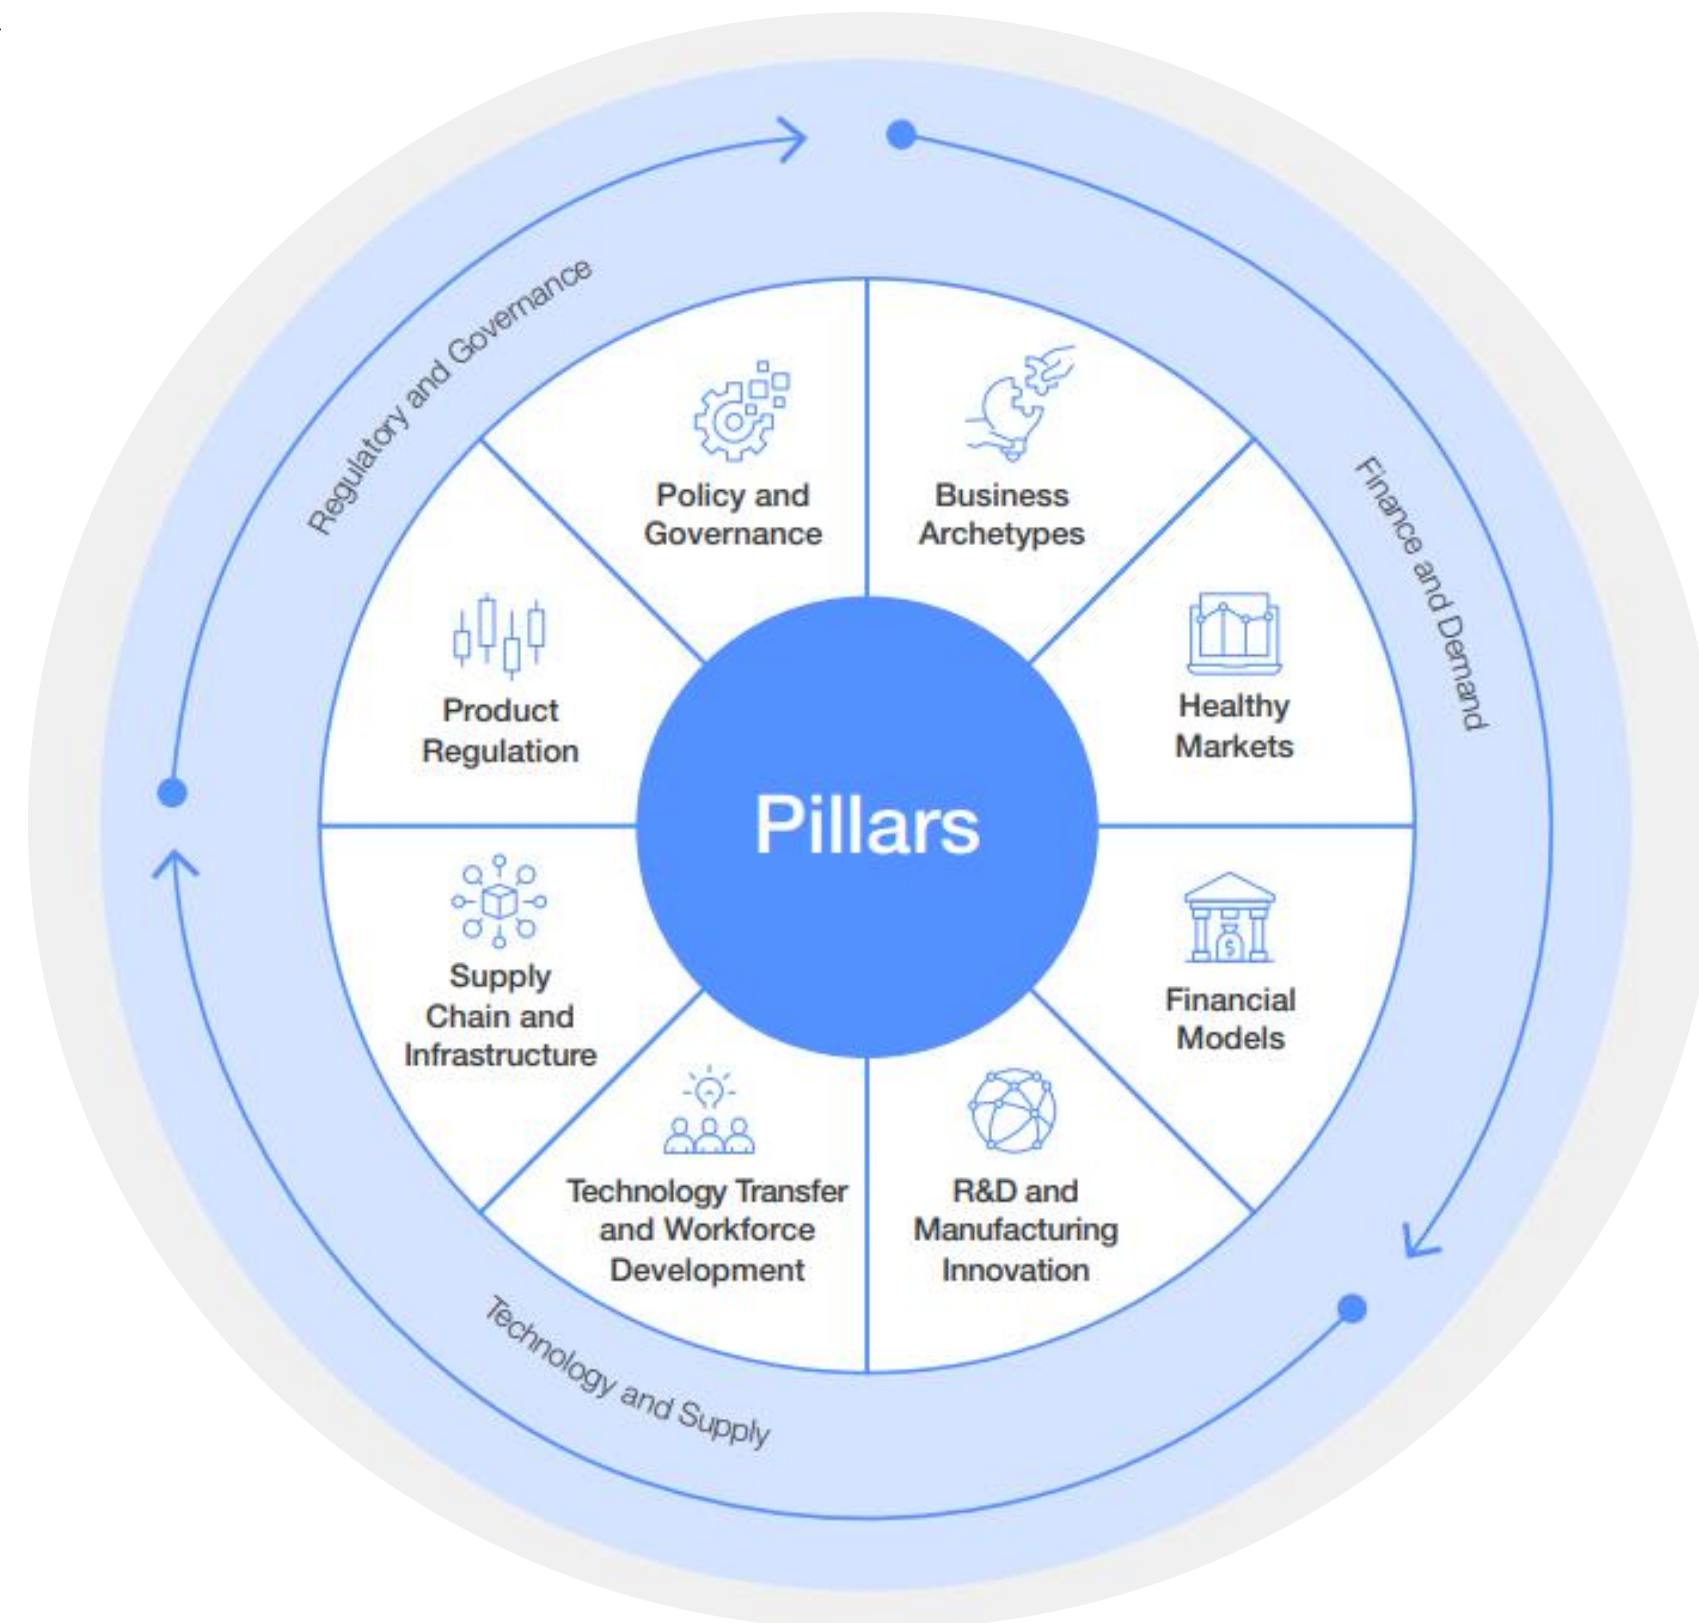 Regulatory and Governance
Finance and Demand
Technology and Supply
Policy and
Governance
Business
Archetypes
Healthy
Markets
Financial
Models
R&D and
Manufacturing
Innovation
Technology Transfer
and Workforce
Development
Supply
Chain and
Infrastructure
Product
Regulation
Pillars
$